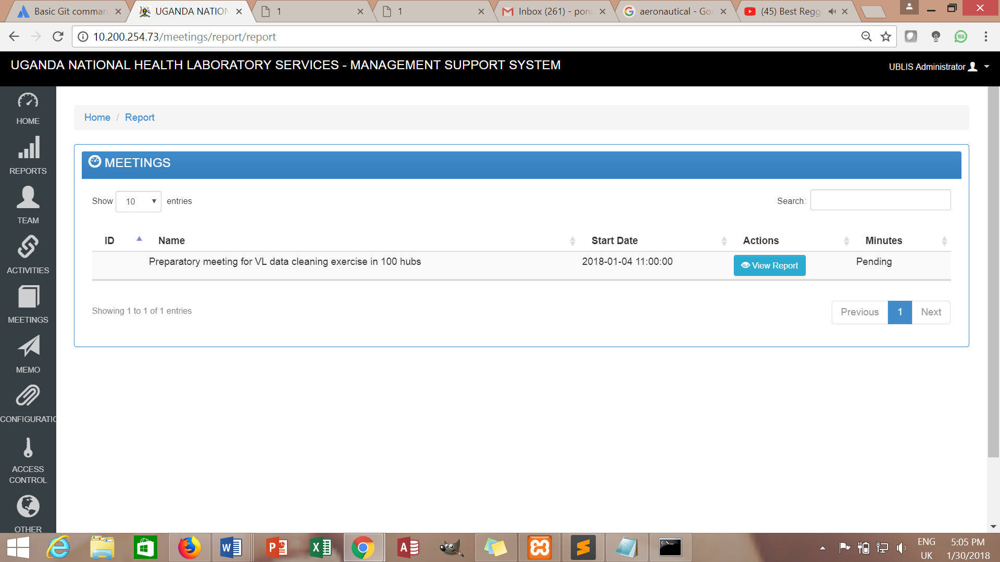 Basic Git comman
UGANDA NATION
1
1
Inbox (261) - poni
aeronautical - Goo
(45) Best Regg
10.200.254.73/meetings/report/report
UGANDA NATIONAL HEALTH LABORATORY SERVICES - MANAGEMENT SUPPORT SYSTEM
UBLIS Administrator
HOME
REPORTS
TEAM
ACTIVITIES
MEETINGS
MEMO
CONFIGURATIO
ACCESS
CONTROL
OTHER
Home / Report
MEETINGS
Show 10 entries
Search:
ID Name Start Date Actions Minutes
Preparatory meeting for VL data cleaning exercise in 100 hubs 2018-01-04 11:00:00 View Report Pending
Showing 1 to 1 of 1 entries
Previous 1 Next
ENG
UK
5:05 PM
1/30/2018